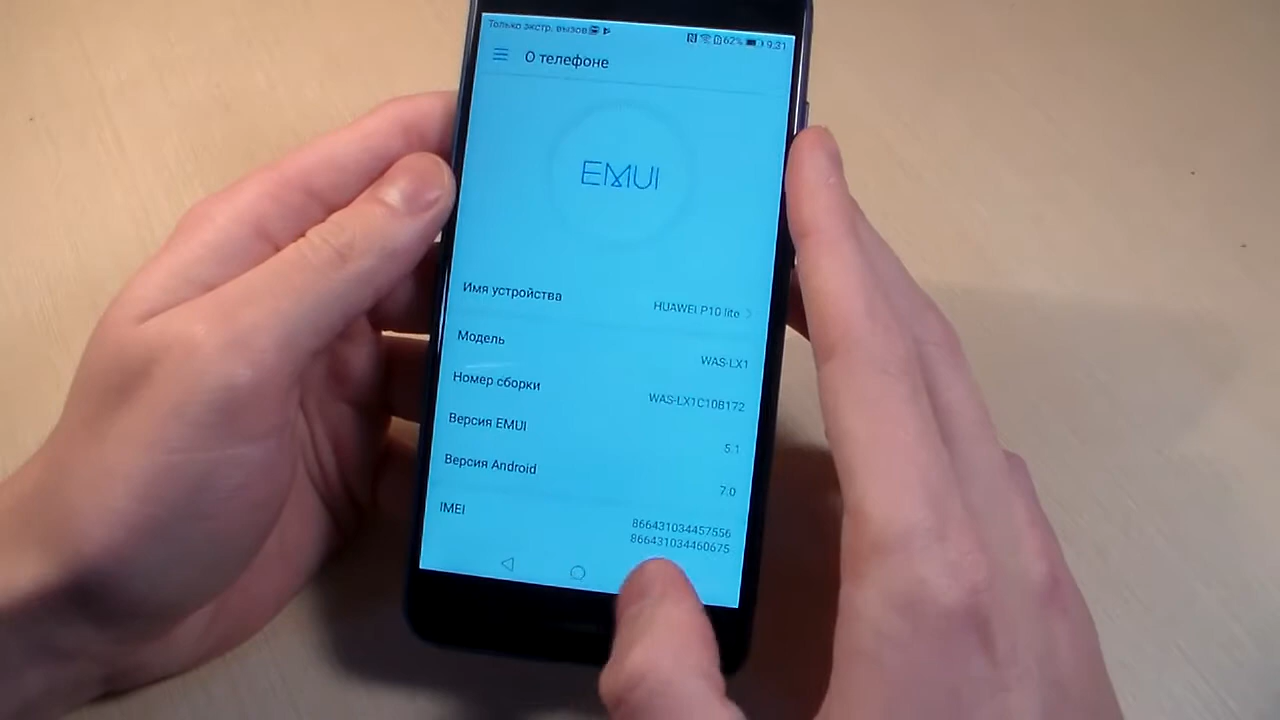 Только экстр. вызов
62% 9:31
О телефоне
EMUI
Имя устройства
HUAWEI P10 lite
Модель
WAS-LX1
Номер сборки
WAS-LX1C10B172
Версия EMUI
5.1
Версия Android
7.0
IMEI
866431034457556
866431034460675